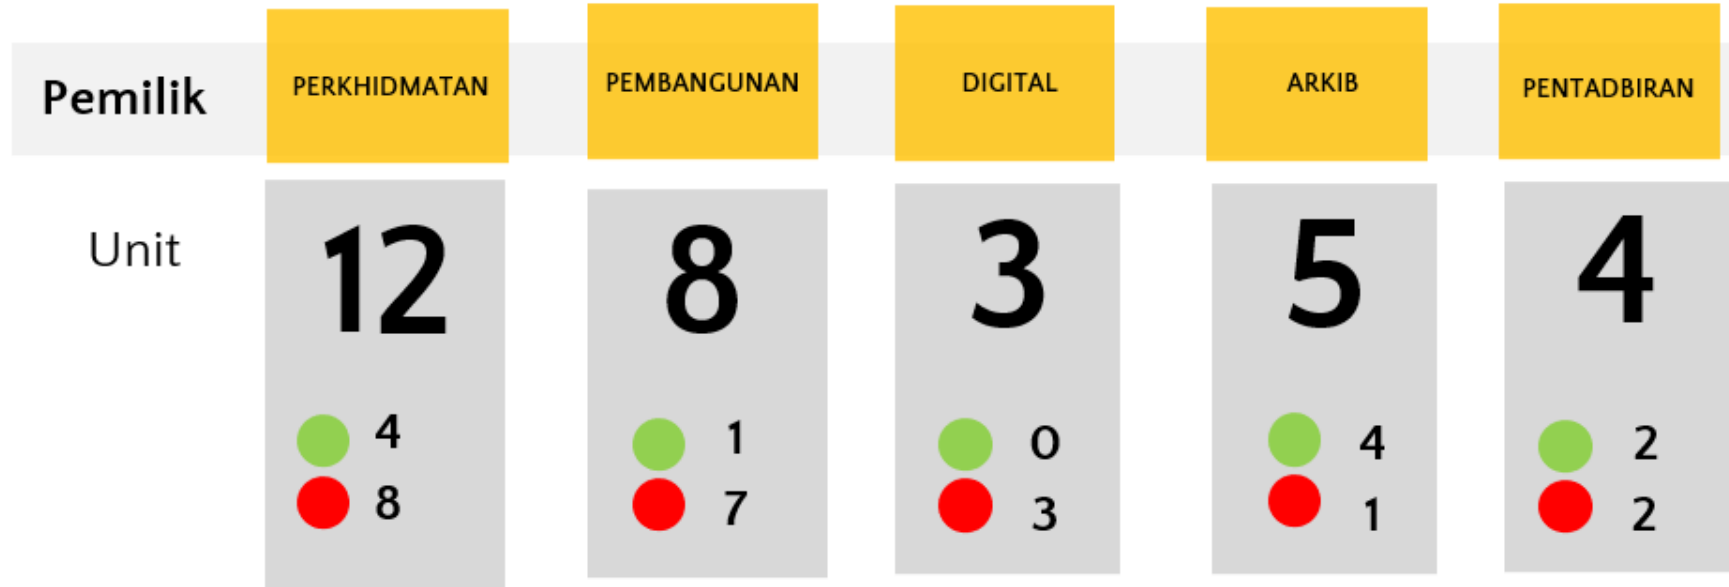 Pemilik PERKHIDMATAN PEMBANGUNAN DIGITAL ARKIB PENTADBIRAN
Unit 12 8 3 5 4
4 1 0 4 2
8 7 3 1 2